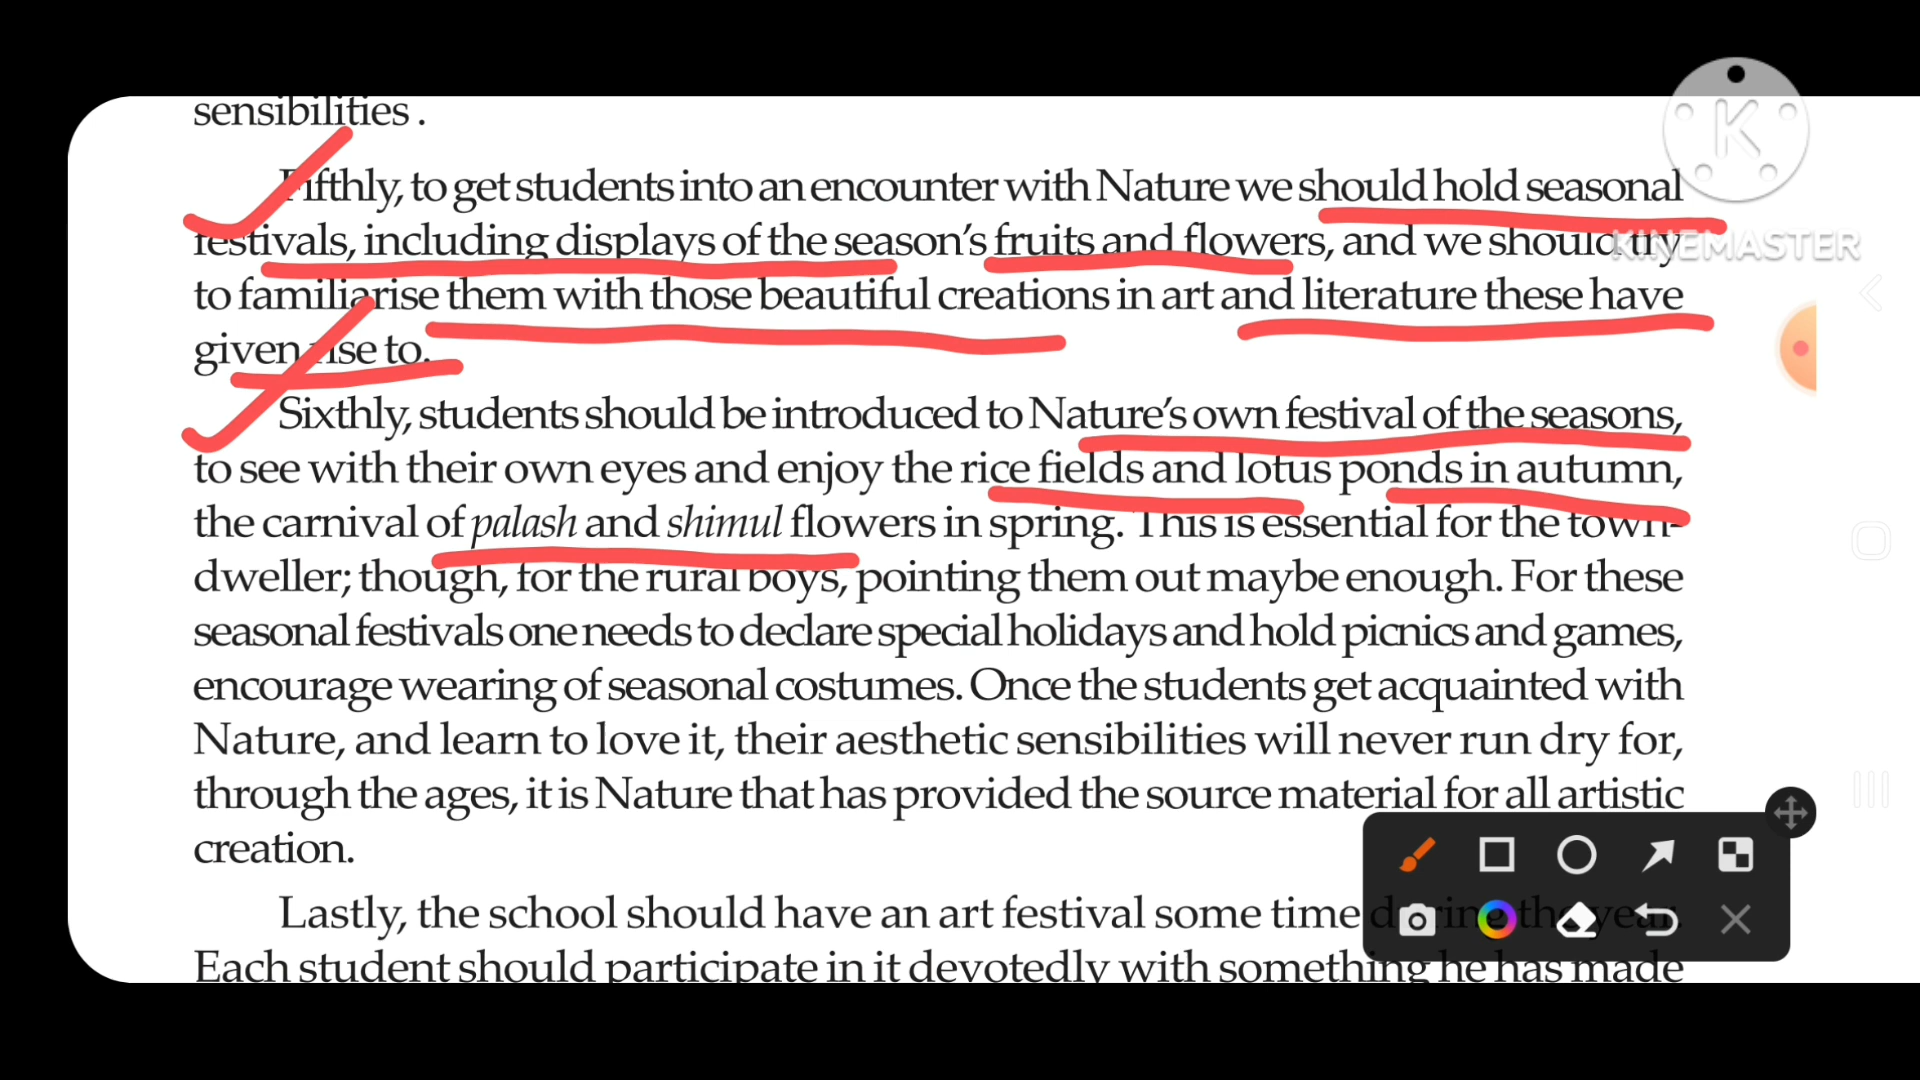 sensibilities .
Fifthly, to get students into an encounter with Nature we should hold seasonal
festivals, including displays of the season's fruits and flowers, and we should try
to familiarise them with those beautiful creations in art and literature these have
given rise to.
Sixthly, students should be introduced to Nature's own festival of the seasons,
to see with their own eyes and enjoy the rice fields and lotus ponds in autumn,
the carnival of palash and shimul flowers in spring. This is essential for the town-
dweller; though, for the rural boys, pointing them out maybe enough. For these
seasonal festivals one needs to declare special holidays and hold picnics and games,
encourage wearing of seasonal costumes. Once the students get acquainted with
Nature, and learn to love it, their aesthetic sensibilities will never run dry for,
through the ages, it is Nature that has provided the source material for all artistic
creation.
Lastly, the school should have an art festival some time during the year.
Each student should participate in it devotedly with something he has made
K
KINEMASTER